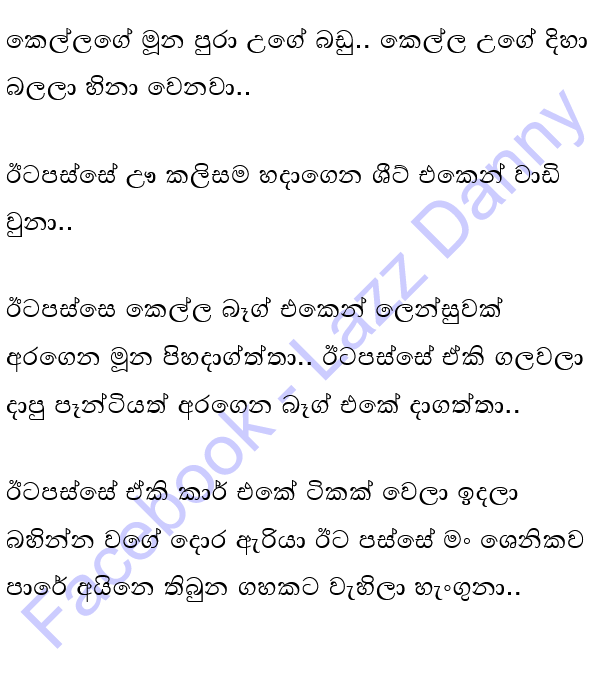 කෙල්ලගේ මූන පුරා උගේ බඩු.. කෙල්ල උගේ දිහා
බලලා හිනා වෙනවා..
ඊටපස්සේ ඌ කලිසම හදාගෙන ශීට් එකෙන් වාඩි
වුනා..
ඊටපස්සෙ කෙල්ල බෑග් එකෙන් ලෙන්සුවක්
අරගෙන මූන පිහදාග්ත්තා.. ඊටපස්සේ ඒකි ගලවලා
දාපු පෑන්ටියත් අරගෙන බෑග් එකේ දාගත්තා..
ඊටපස්සේ ඒකි කාර් එකේ ටිකක් වෙලා ඉදලා
බහින්න වගේ දොර ඇරියා ඊට පස්සේ මං ශෙනිකව
පාරේ අයිනෙ තිබුන ගහකට වැහිලා හැංගුනා..
Facebook - Lazz Danny